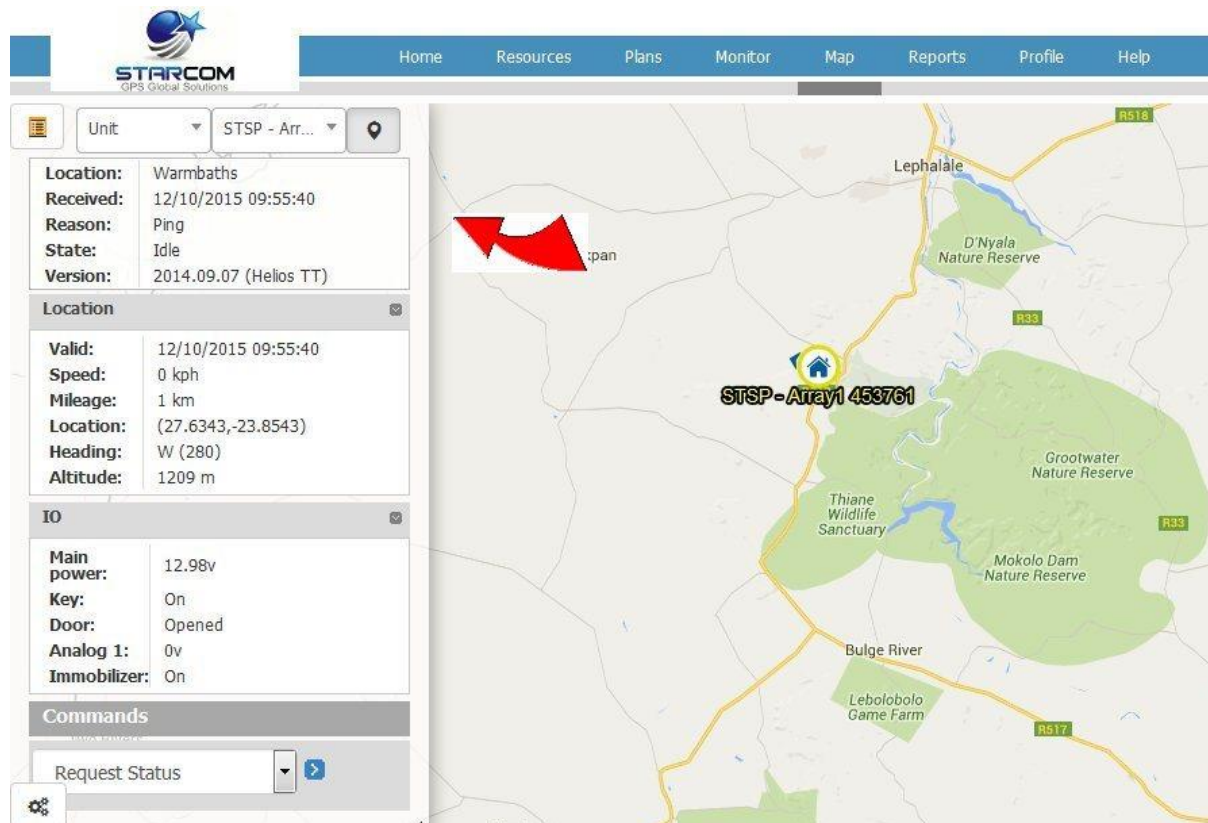 STARCOM
GPS Global Solutions
Home Resources Plans Monitor Map Reports Profile Help
Unit STSP - Arr...
Location: Warmbaths
Received: 12/10/2015 09:55:40
Reason: Ping
State: Idle
Version: 2014.09.07 (Helios TT)
Location
Valid: 12/10/2015 09:55:40
Speed: 0 kph
Mileage: 1 km
Location: (27.6343,-23.8543)
Heading: W (280)
Altitude: 1209 m
IO
Main
power: 12.98v
Key: On
Door: Opened
Analog 1: 0v
Immobilizer: On
Commands
Request Status
R518
Lephalale
D'Nyala
Nature Reserve
pan
R33
STSP - Array1 453761
Grootwater
Nature Reserve
Thiane
Wildlife
Sanctuary
R33
Mokolo Dam
Nature Reserve
Bulge River
Lebolobolo
Game Farm
R517